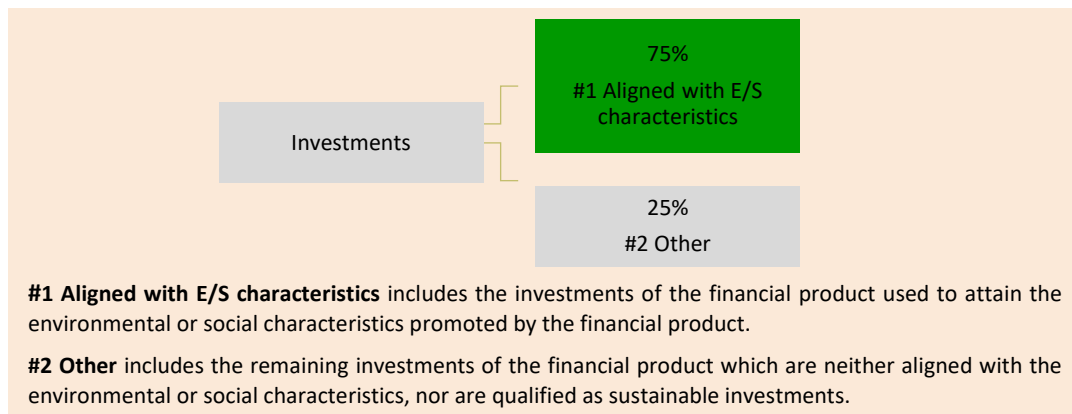 75%
#1 Aligned with E/S
characteristics
Investments
25%
#2 Other
#1 Aligned with E/S characteristics includes the investments of the financial product used to attain the
environmental or social characteristics promoted by the financial product.
#2 Other includes the remaining investments of the financial product which are neither aligned with the
environmental or social characteristics, nor are qualified as sustainable investments.